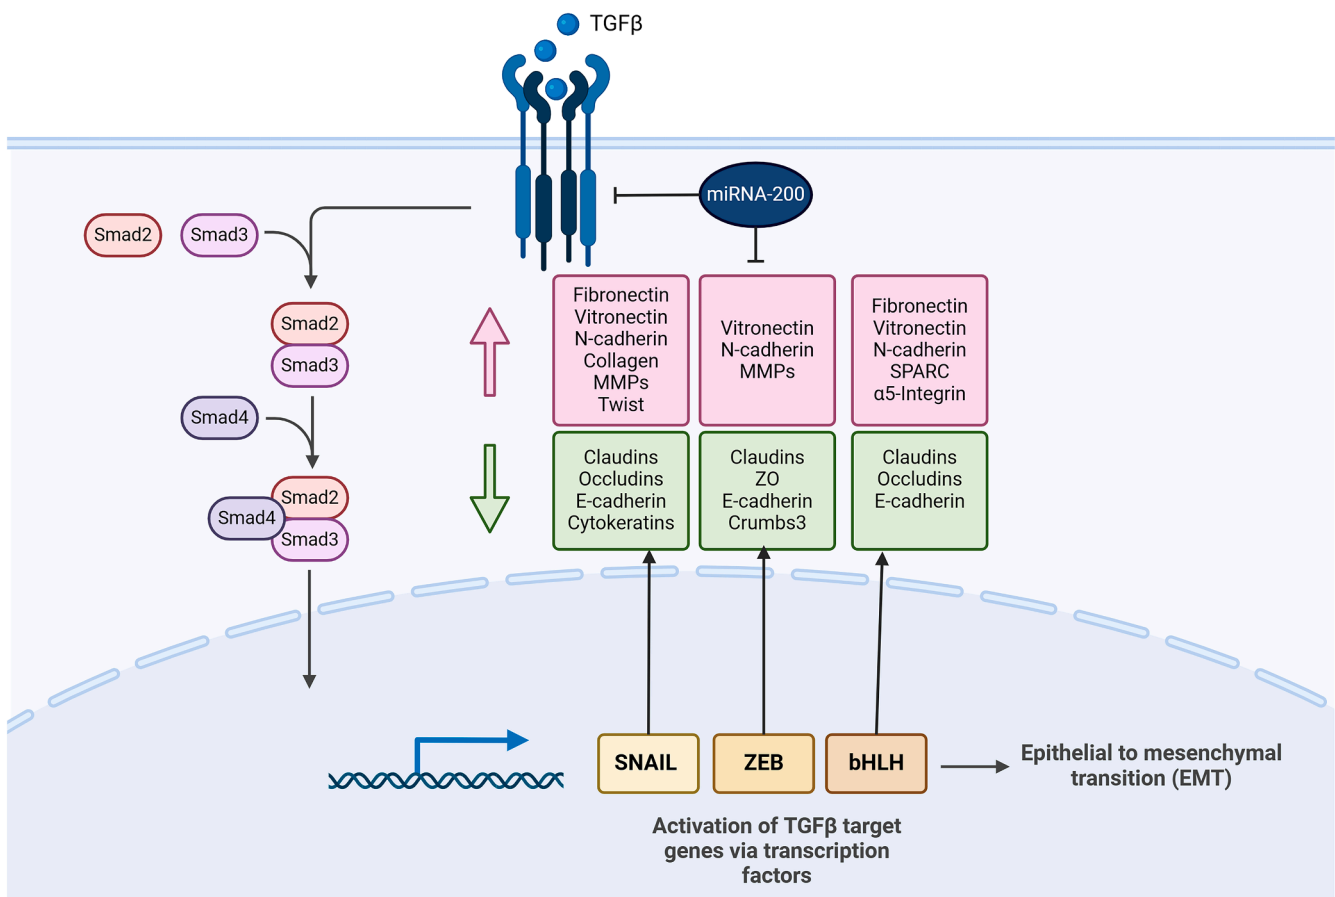 TGFβ
miRNA-200
Smad2
Smad3
Smad2
Smad3
Smad4
Smad2
Smad4
Smad3
Fibronectin
Vitronectin
N-cadherin
Collagen
MMPs
Twist
Vitronectin
N-cadherin
MMPs
Fibronectin
Vitronectin
N-cadherin
SPARC
α5-Integrin
Claudins
Occludins
E-cadherin
Cytokeratins
Claudins
ZO
E-cadherin
Crumbs3
Claudins
Occludins
E-cadherin
SNAIL
ZEB
bHLH
Epithelial to mesenchymal
transition (EMT)
Activation of TGFβ target
genes via transcription
factors